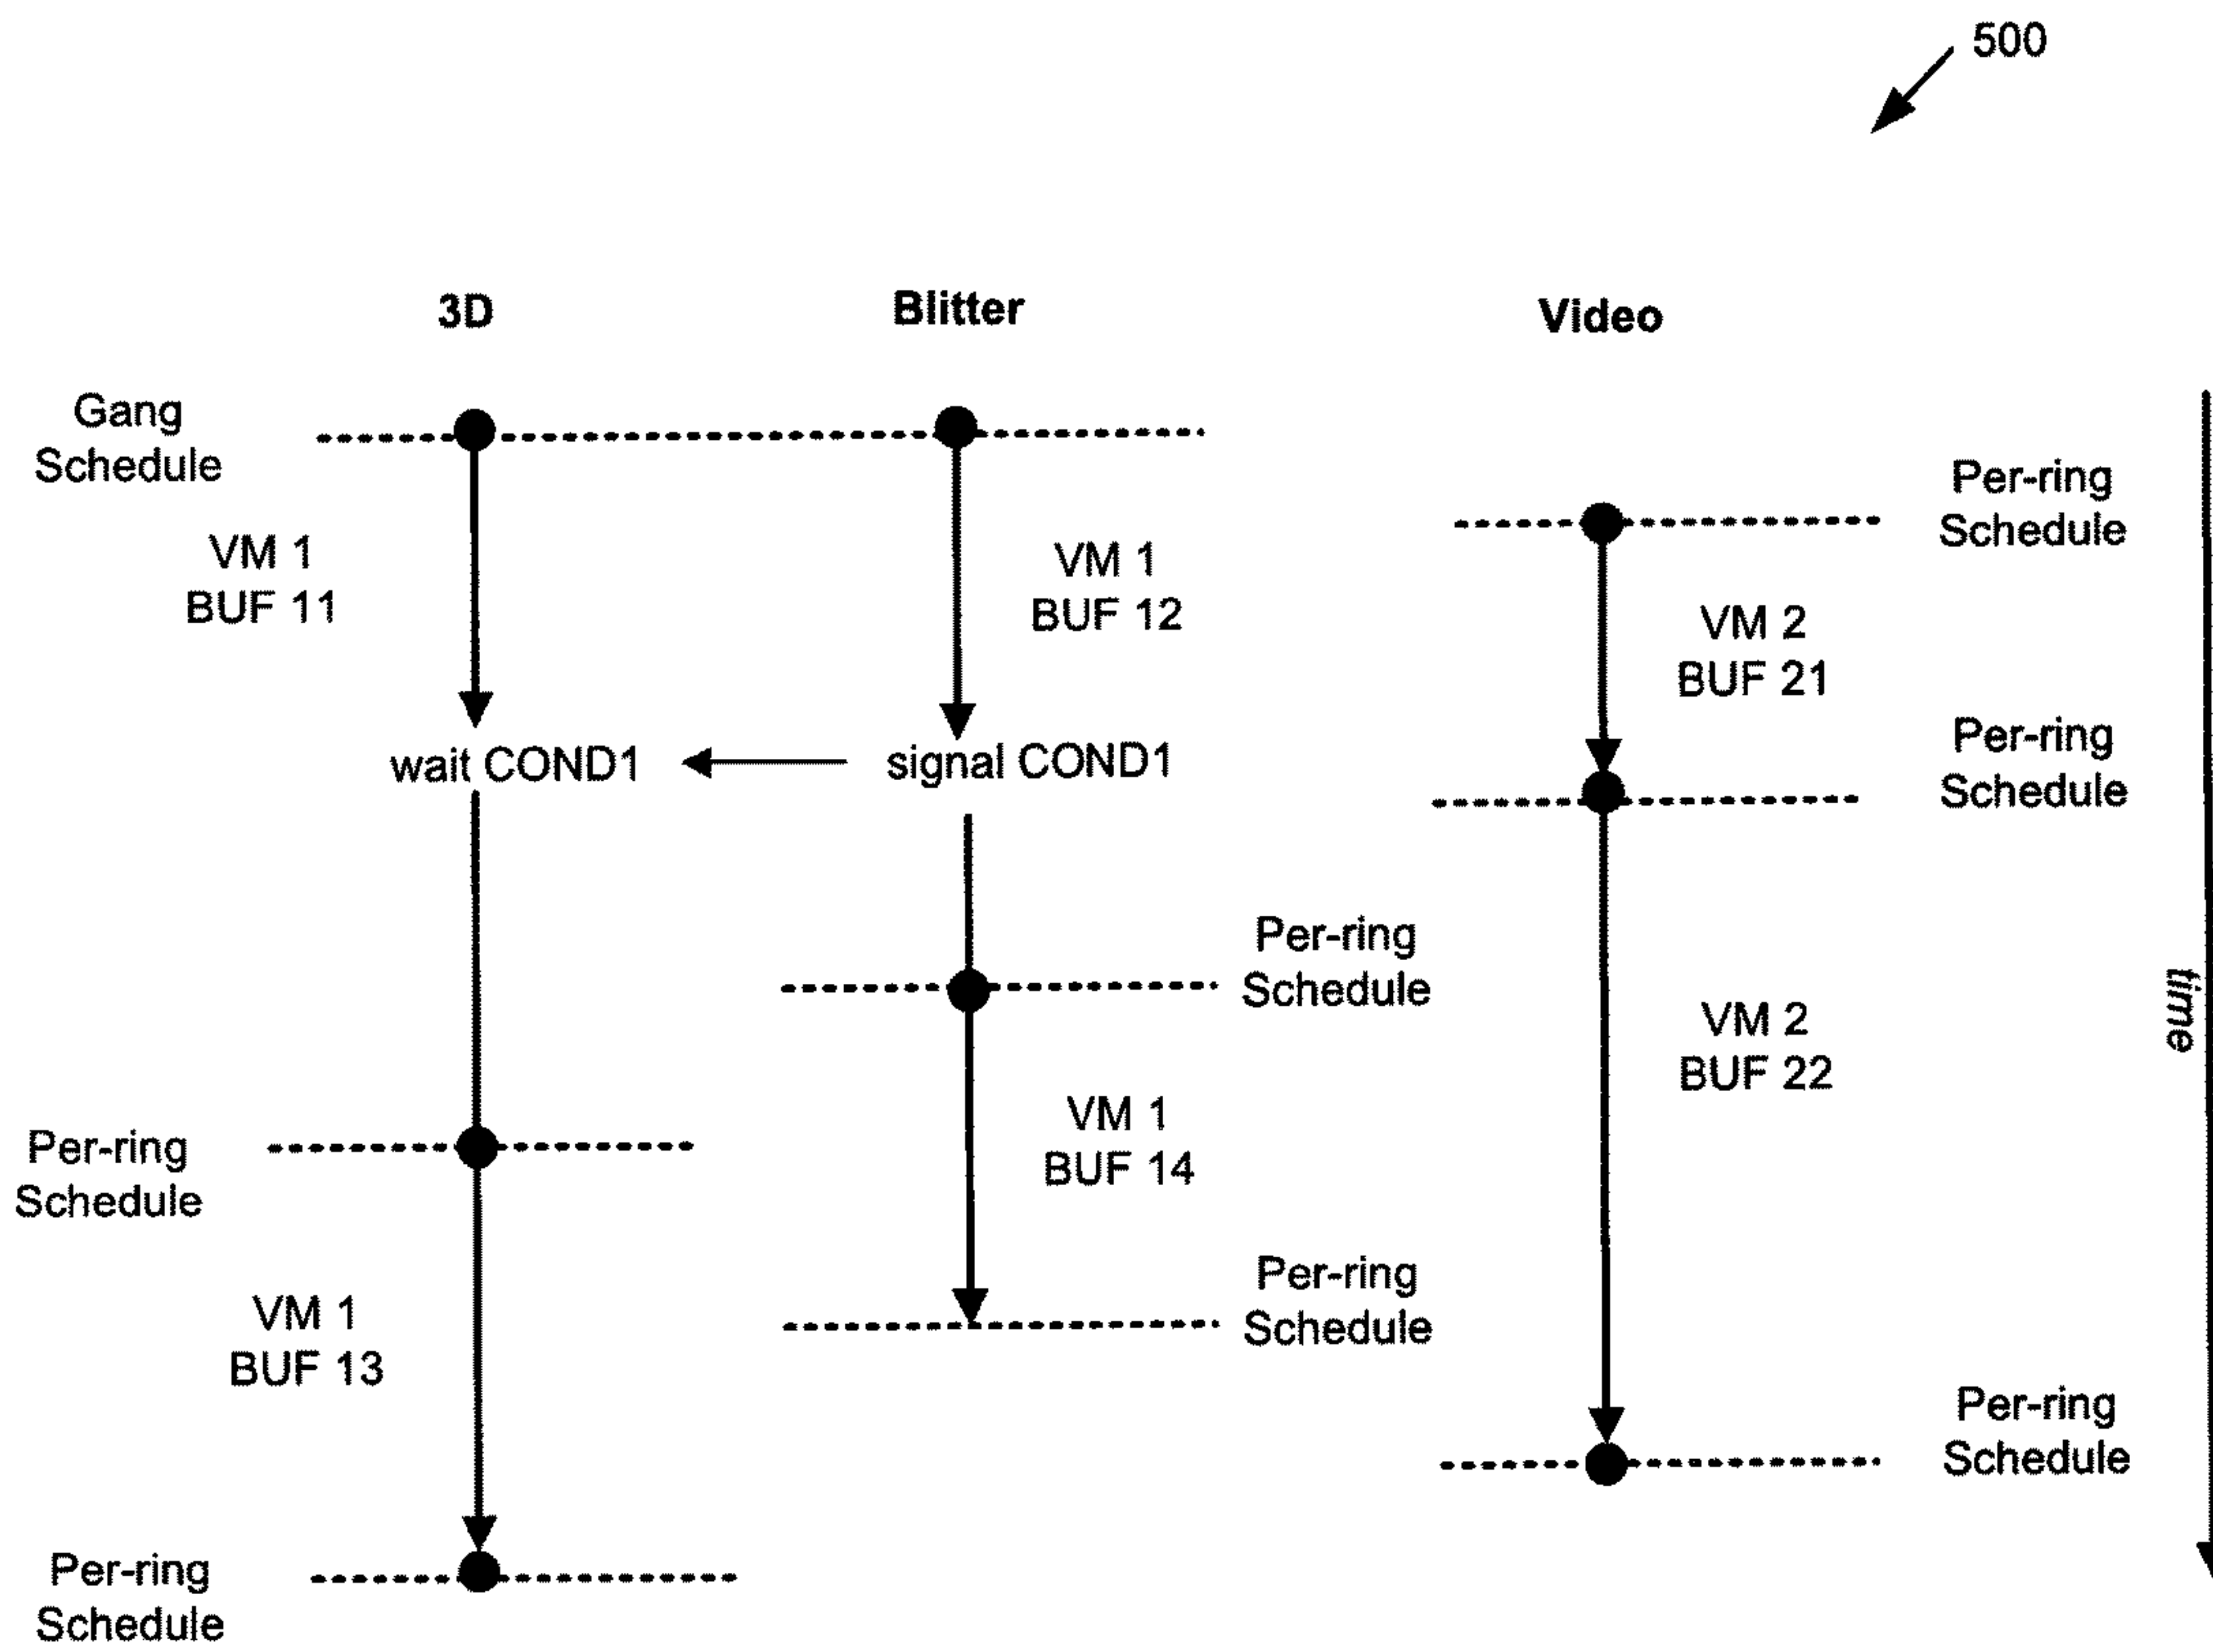 500
3D
Blitter
Video
Gang
Schedule
Per-ring
Schedule
VM 1
BUF 11
VM 1
BUF 12
VM 2
BUF 21
wait COND1
signal COND1
Per-ring
Schedule
Per-ring
Schedule
VM 2
BUF 22
time
Per-ring
Schedule
VM 1
BUF 14
VM 1
BUF 13
Per-ring
Schedule
Per-ring
Schedule
Per-ring
Schedule